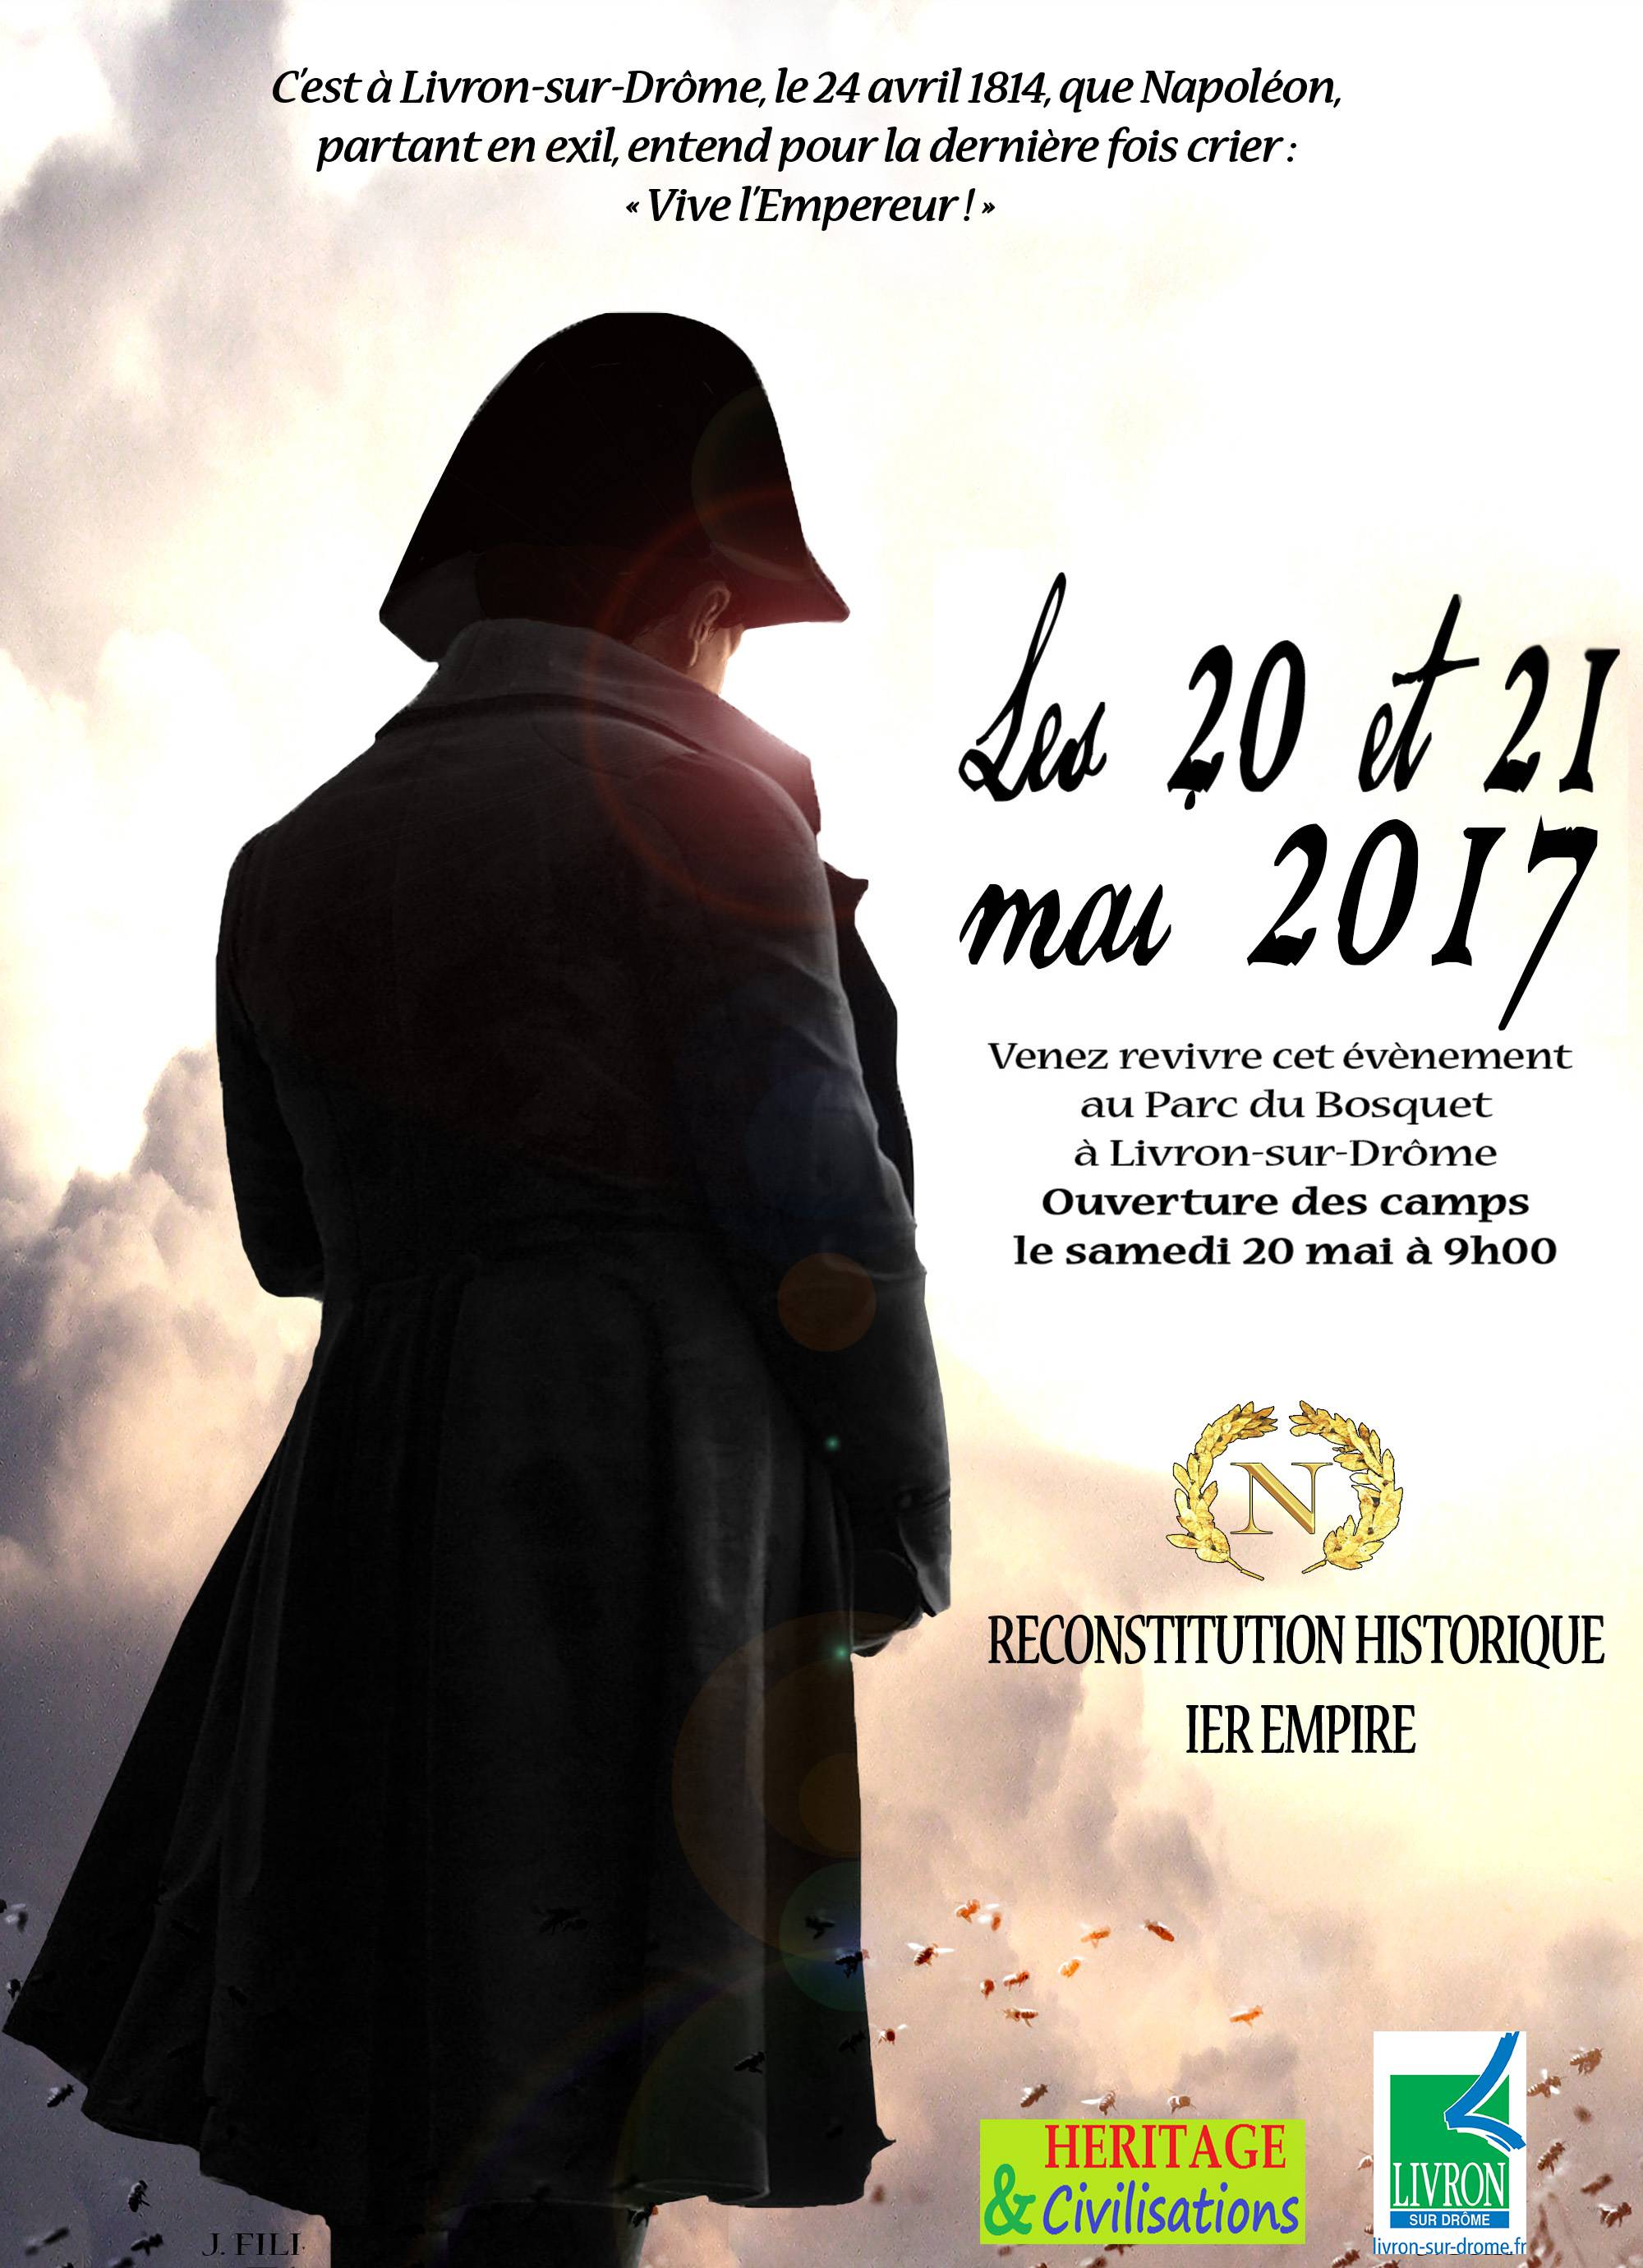 C'est à Livron-sur-Drôme, le 24 avril 1814, que Napoléon,
partant en exil, entend pour la dernière fois crier :
« Vive l'Empereur ! »
Les 20 et 21
mai 2017
Venez revivre cet évènement
au Parc du Bosquet
à Livron-sur-Drôme
Ouverture des camps
le samedi 20 mai à 9h00
N
RECONSTITUTION HISTORIQUE
IER EMPIRE
HERITAGE
& Civilisations
LIVRON
SUR DRÔME
livron-sur-drome.fr
J. FILI.